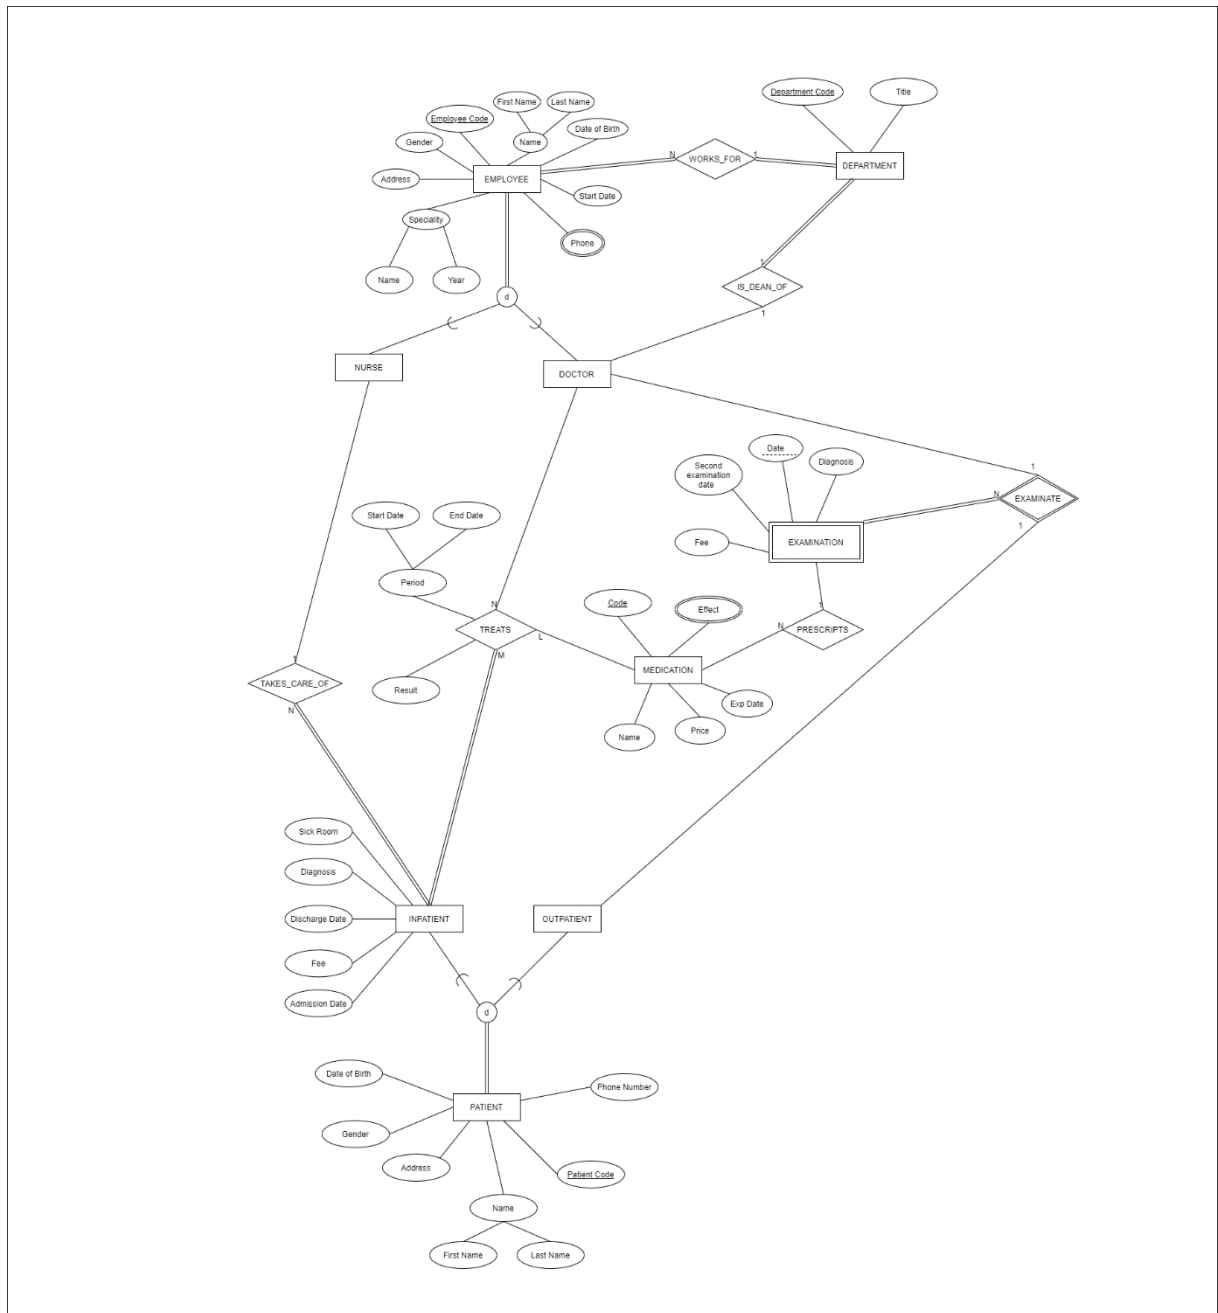 Department Code
Title
First Name
Last Name
Employee Code
Date of Birth
Gender
Name
N
WORKS_FOR
1
DEPARTMENT
Address
EMPLOYEE
Start Date
Speciality
Phone
Name
Year
1
IS_DEAN_OF
1
d
NURSE
DOCTOR
Date
Second
examination
date
Diagnosis
1
N
EXAMINATE
1
Start Date
End Date
Fee
EXAMINATION
Period
Code
Effect
N
TREATS
L
M
1
N
PRESCRIPTS
MEDICATION
1
TAKES_CARE_OF
N
Result
Exp Date
Name
Price
Sick Room
Diagnosis
Discharge Date
INPATIENT
OUTPATIENT
Fee
Admission Date
d
Date of Birth
Phone Number
PATIENT
Gender
Address
Patient Code
Name
First Name
Last Name